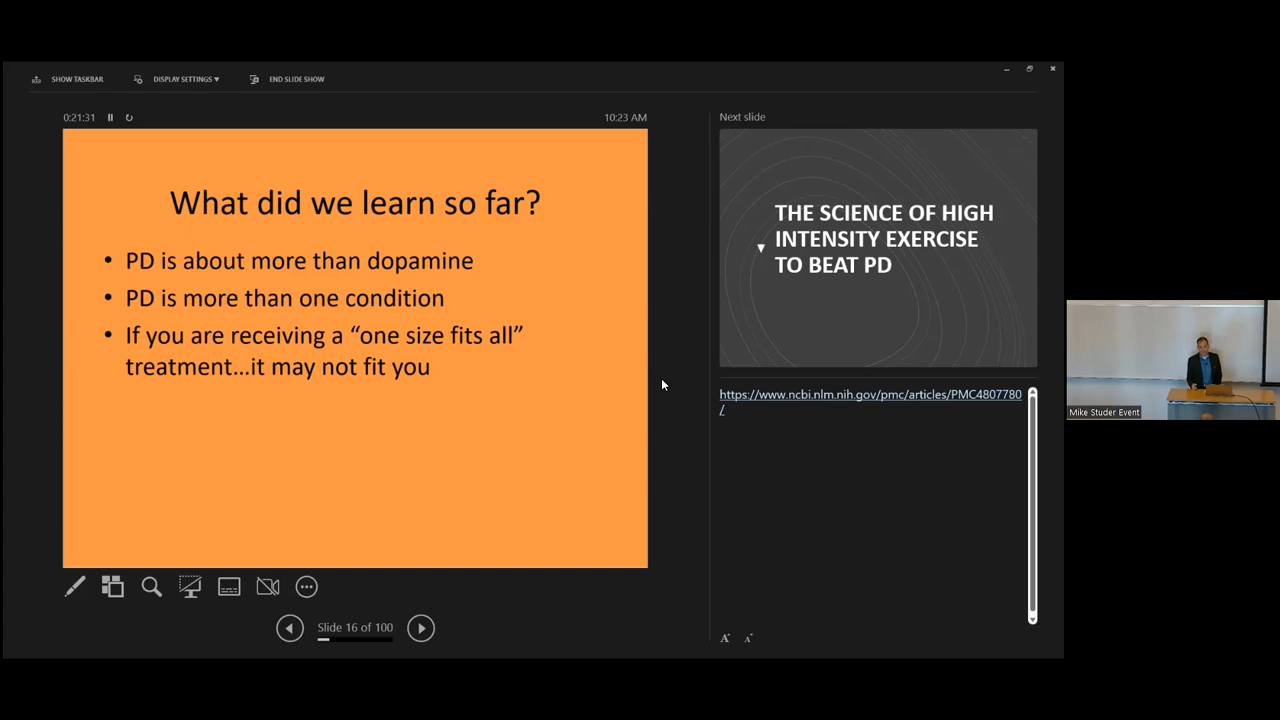 SHOW TASKBAR
DISPLAY SETTINGS ▾
END SLIDE SHOW
0:21:31
10:23 AM
What did we learn so far?
• PD is about more than dopamine
• PD is more than one condition
• If you are receiving a “one size fits all”
treatment…it may not fit you
Slide 16 of 100
Next slide
THE SCIENCE OF HIGH
INTENSITY EXERCISE
TO BEAT PD
https://www.ncbi.nlm.nih.gov/pmc/articles/PMC4807780
/
A
A
Mike Studer Event